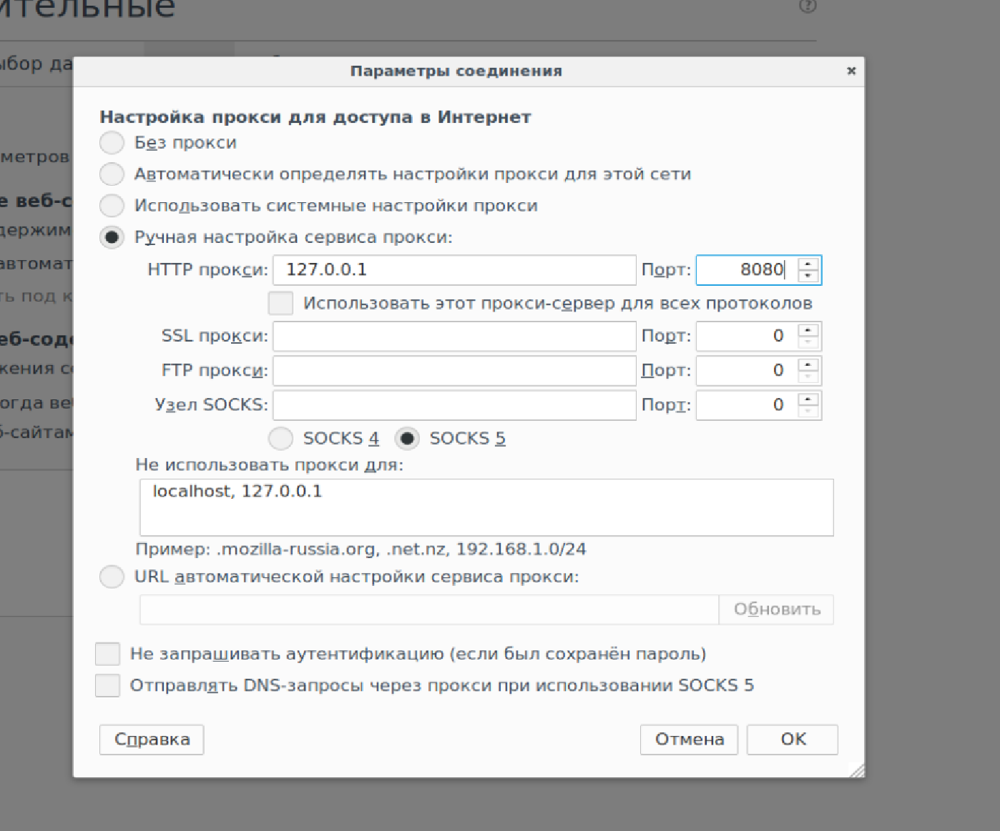 ительные
ыбор да
Параметры соединения
Настройка прокси для доступа в Интернет
Без прокси
метров
Автоматически определять настройки прокси для этой сети
е веб-с
Использовать системные настройки прокси
держим
Ручная настройка сервиса прокси:
автомат
HTTP прокси: 127.0.0.1 Порт: 8080
ть под к
Использовать этот прокси-сервер для всех протоколов
еб-соде
SSL прокси: Порт: 0
жения с
FTP прокси: Порт: 0
огда ве
Узел SOCKS: Порт: 0
б-сайтам
SOCKS 4 SOCKS 5
Не использовать прокси для:
localhost, 127.0.0.1
Пример: .mozilla-russia.org, .net.nz, 192.168.1.0/24
URL автоматической настройки сервиса прокси:
Обновить
Не запрашивать аутентификацию (если был сохранён пароль)
Отправлять DNS-запросы через прокси при использовании SOCKS 5
Справка Отмена OK